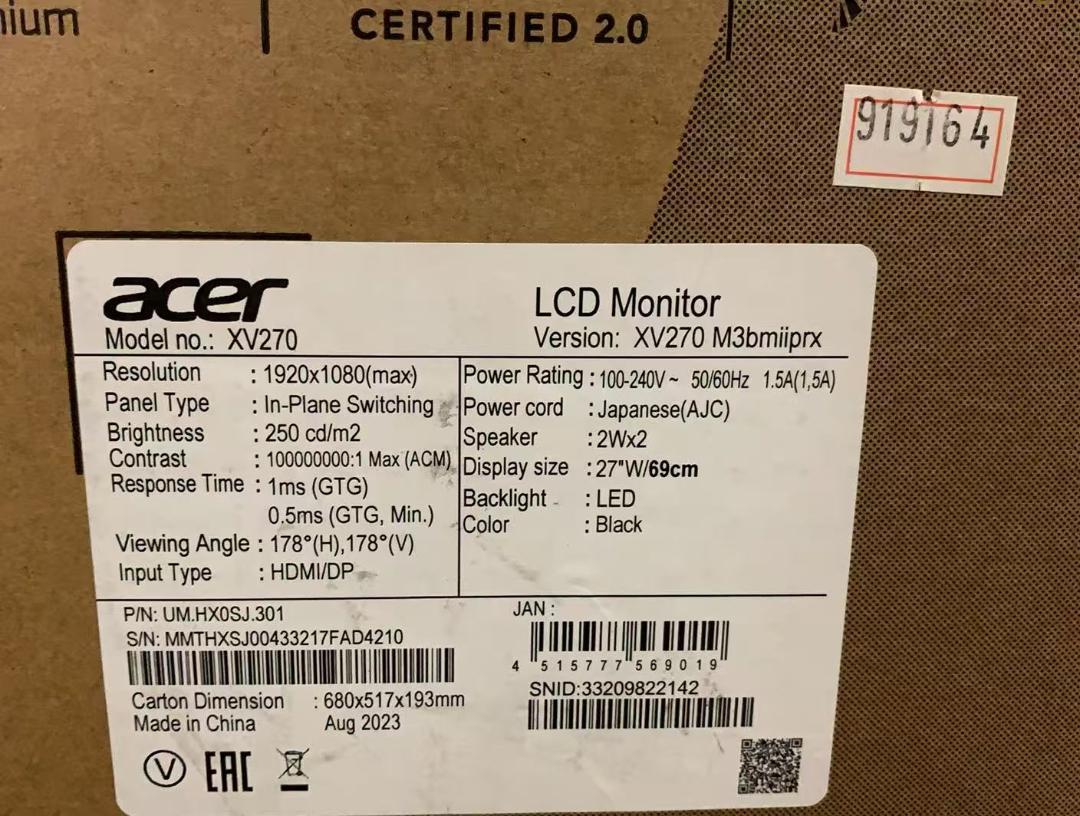 CERTIFIED 2.0
919164
acer
LCD Monitor
Model no.: XV270
Version: XV270 M3bmiiprx
Resolution : 1920x1080(max)
Panel Type : In-Plane Switching
Brightness : 250 cd/m2
Contrast : 100000000:1 Max (ACM)
Response Time : 1ms (GTG)
0.5ms (GTG, Min.)
Viewing Angle : 178°(H),178°(V)
Input Type : HDMI/DP
Power Rating : 100-240V~ 50/60Hz 1.5A(1,5A)
Power cord : Japanese(AJC)
Speaker : 2Wx2
Display size : 27"W/69cm
Backlight : LED
Color : Black
P/N: UM.HX0SJ.301
S/N: MMTHXSJ00433217FAD4210
Carton Dimension : 680x517x193mm
Made in China Aug 2023
JAN :
4 515777 569019
SNID:33209822142
V EAC